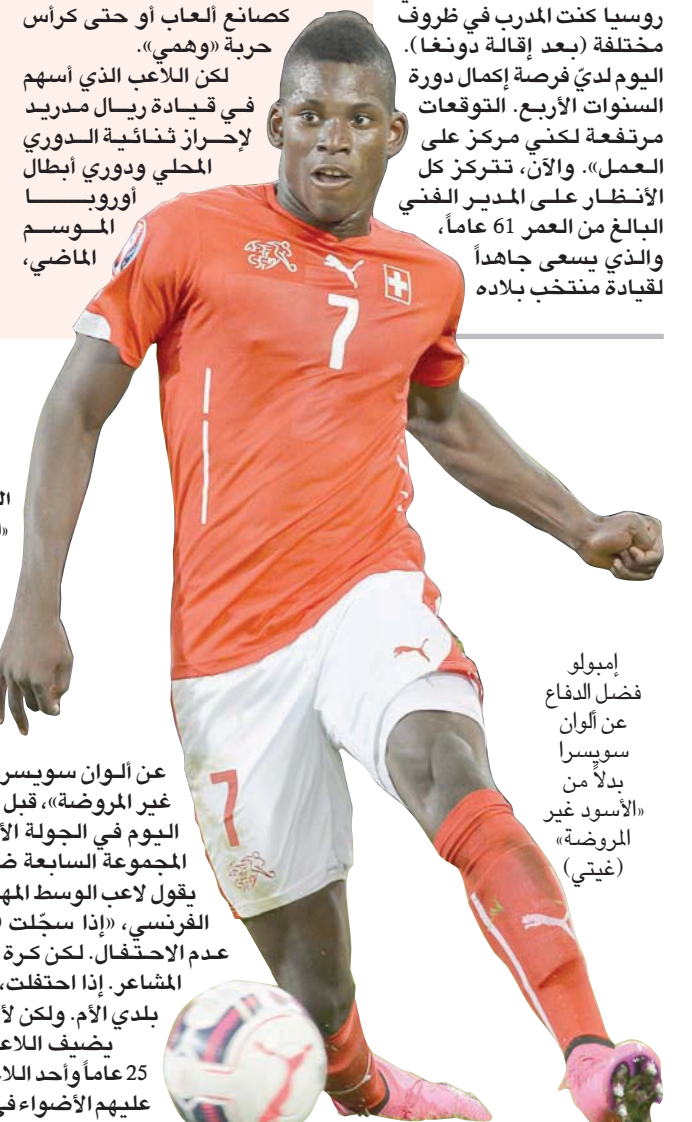 روسيا كنت المدرب في ظروف
مختلفة (بعد إقالة دونغا).
اليوم لديّ فرصة إكمال دورة
السنوات الأربع. التوقعات
مرتفعة لكني مركز على
العمل». والآن، تتركز كل
الأنظار على المدير الفني
البالغ من العمر 61 عاماً،
والذي يسعى جاهداً
لقيادة منتخب بلاده
كصانع ألعاب أو حتى كرأس
حربة «وهمي».
لكن اللاعب الذي أسهم
في قيادة ريال مدريد
لإحراز ثنائية الدوري
المحلي ودوري أبطال
أوروبا
الموسم
الماضي،
7
7
إمبولو
فضل الدفاع
عن ألوان
سويسرا
بدلاً من
«الأسود غير
المروضة»
(غيتي)
عن ألوان سويسر
غير المروضة»، قبل
اليوم في الجولة الأ
المجموعة السابعة ض
يقول لاعب الوسط المه
الفرنسي، «إذا سجّلت
عدم الاحتفال. لكن كرة
المشاعر. إذا احتفلت،
بلدي الأم. ولكن لأ
يضيف اللاع
25 عاماً وأحد اللا
عليهم الأضواء في